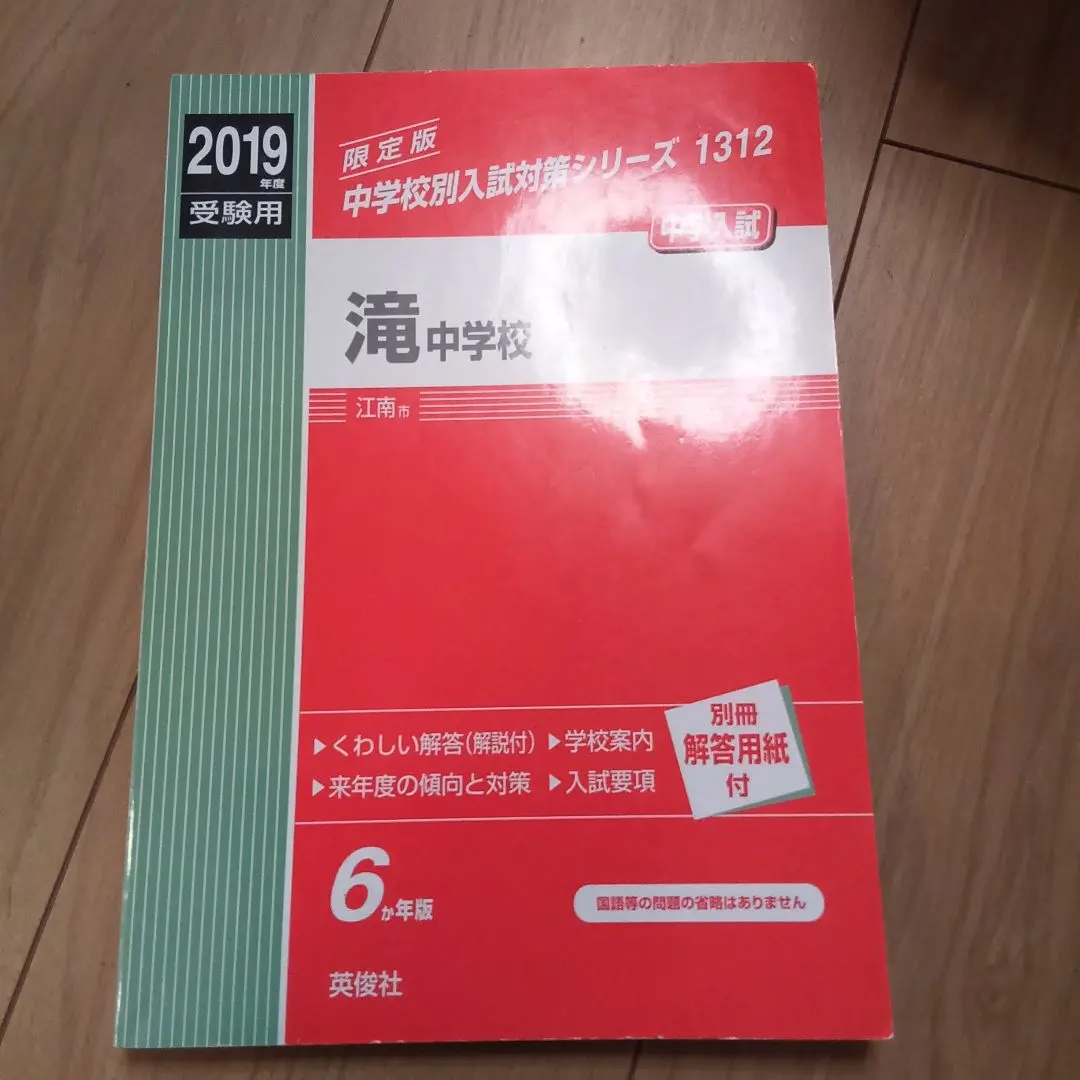 2019
年度
受験用
限定版
中学校別入試対策シリーズ 1312
中学入試
滝中学校
江南市
▶くわしい解答(解説付) ▶学校案内
▶来年度の傾向と対策 ▶入試要項
別冊
解答用紙
付
6か年版
国語等の問題の省略はありません
英俊社